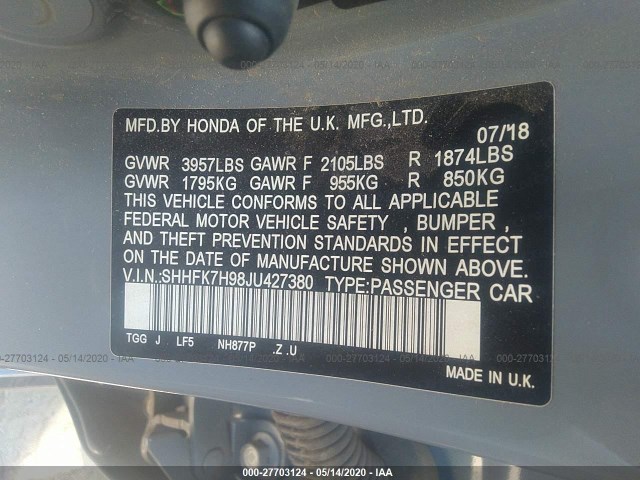 000-27703124 - 05/14/2020 - IAA
MFD.BY HONDA OF THE U.K. MFG.,LTD.
07/'18
GVWR 3957LBS GAWR F 2105LBS R 1874LBS
GVWR 1795KG GAWR F 955KG R 850KG
THIS VEHICLE CONFORMS TO ALL APPLICABLE
FEDERAL MOTOR VEHICLE SAFETY , BUMPER ,
AND THEFT PREVENTION STANDARDS IN EFFECT
ON THE DATE OF MANUFACTURE SHOWN ABOVE.
V.I.N.:SHHFK7H98JU427380 TYPE:PASSENGER CAR
TGG J LF5 NH877P .Z .U
MADE IN U.K.
000-27703124 - 05/14/2020 - IAA